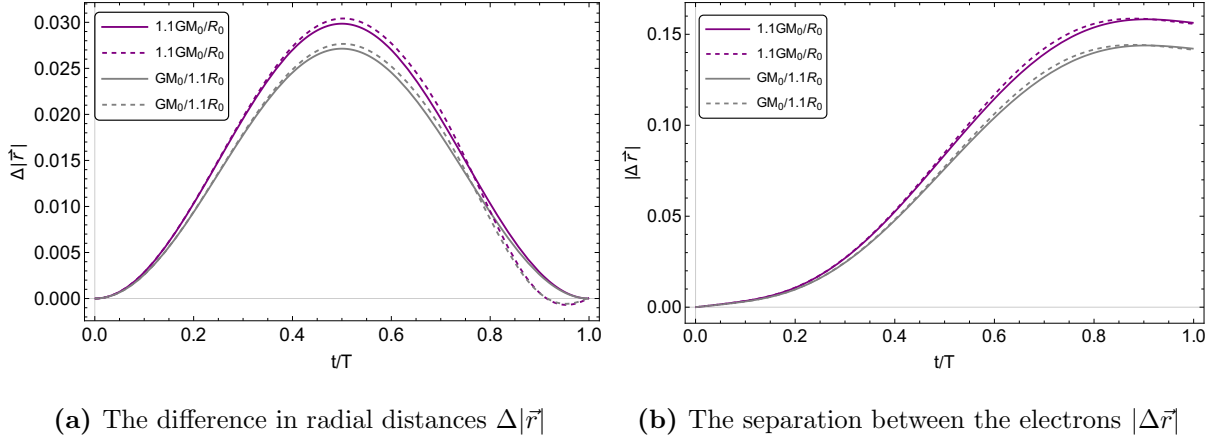 0.030
0.025
0.020
0.015
0.010
0.005
0.000
Δ|r⃗|
1.1GM₀/R₀
1.1GM₀/R₀
GM₀/1.1R₀
GM₀/1.1R₀
0.0 0.2 0.4 0.6 0.8 1.0
t/T
(a) The difference in radial distances Δ|r⃗|
0.15
0.10
0.05
0.00
|Δr⃗|
1.1GM₀/R₀
1.1GM₀/R₀
GM₀/1.1R₀
GM₀/1.1R₀
0.0 0.2 0.4 0.6 0.8 1.0
t/T
(b) The separation between the electrons |Δr⃗|